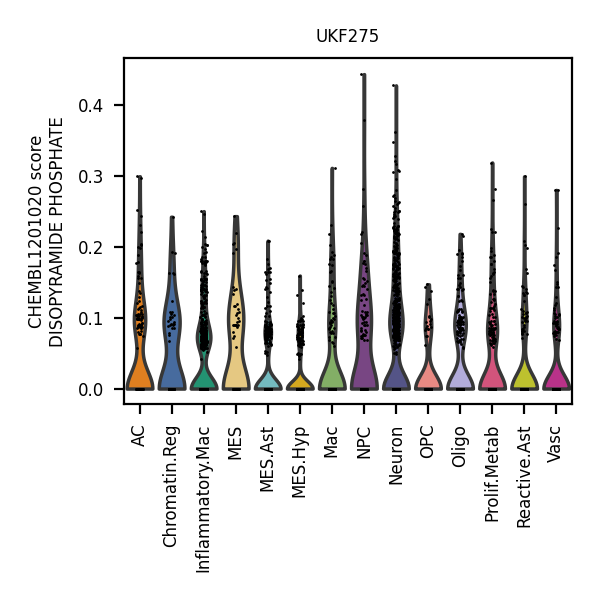 UKF275
CHEMBL1201020 score
DISOPYRAMIDE PHOSPHATE
0.4
0.3
0.2
0.1
0.0
AC
Chromatin.Reg
Inflammatory.Mac
MES
MES.Ast
MES.Hyp
Mac
NPC
Neuron
OPC
Oligo
Prolif.Metab
Reactive.Ast
Vasc